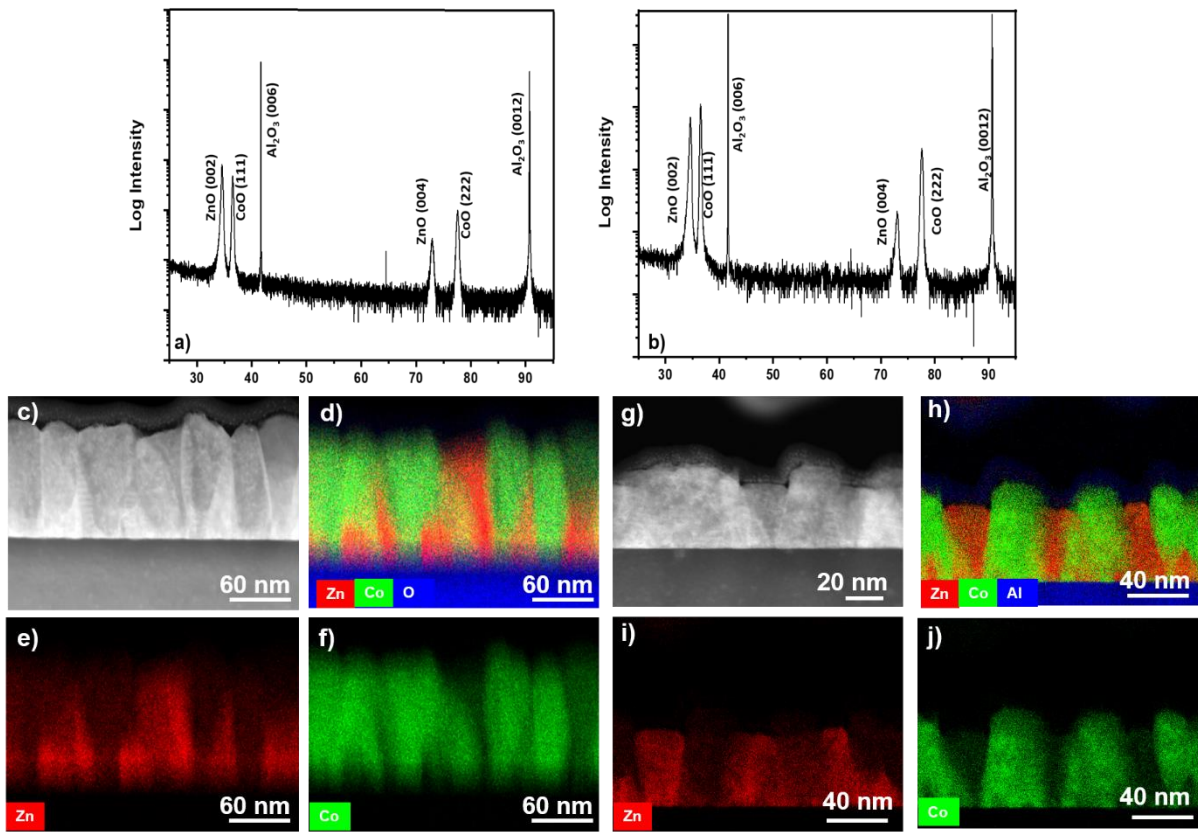 Log Intensity
ZnO (002)
CoO (111)
Al₂O₃ (006)
ZnO (004)
CoO (222)
Al₂O₃ (0012)
a)
30 40 50 60 70 80 90
Log Intensity
ZnO (002)
CoO (111)
Al₂O₃ (006)
ZnO (004)
CoO (222)
Al₂O₃ (0012)
b)
30 40 50 60 70 80 90
c)
60 nm
d)
Zn Co O 60 nm
g)
20 nm
h)
Zn Co Al 40 nm
e)
Zn 60 nm
f)
Co 60 nm
i)
Zn 40 nm
j)
Co 40 nm